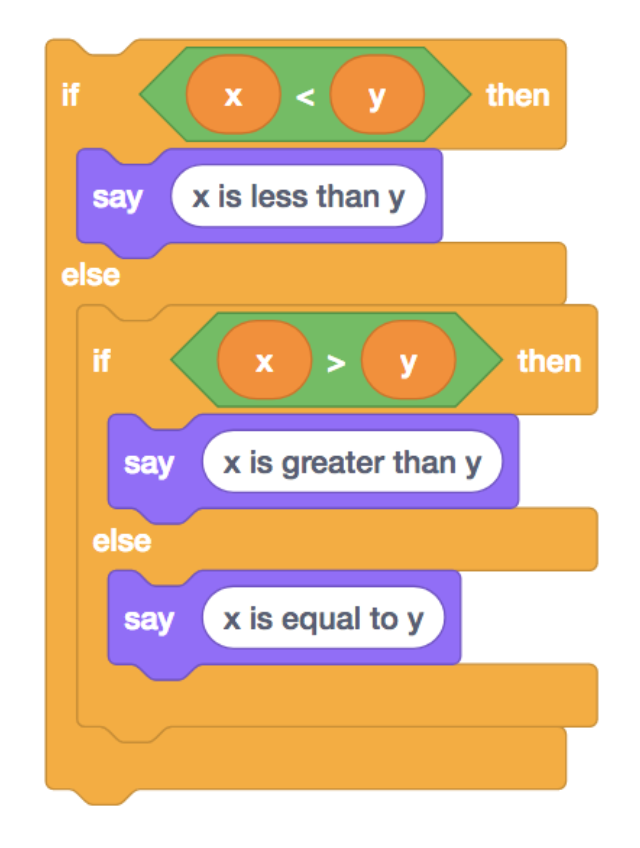 if x < y then
say x is less than y
else
if x > y then
say x is greater than y
else
say x is equal to y